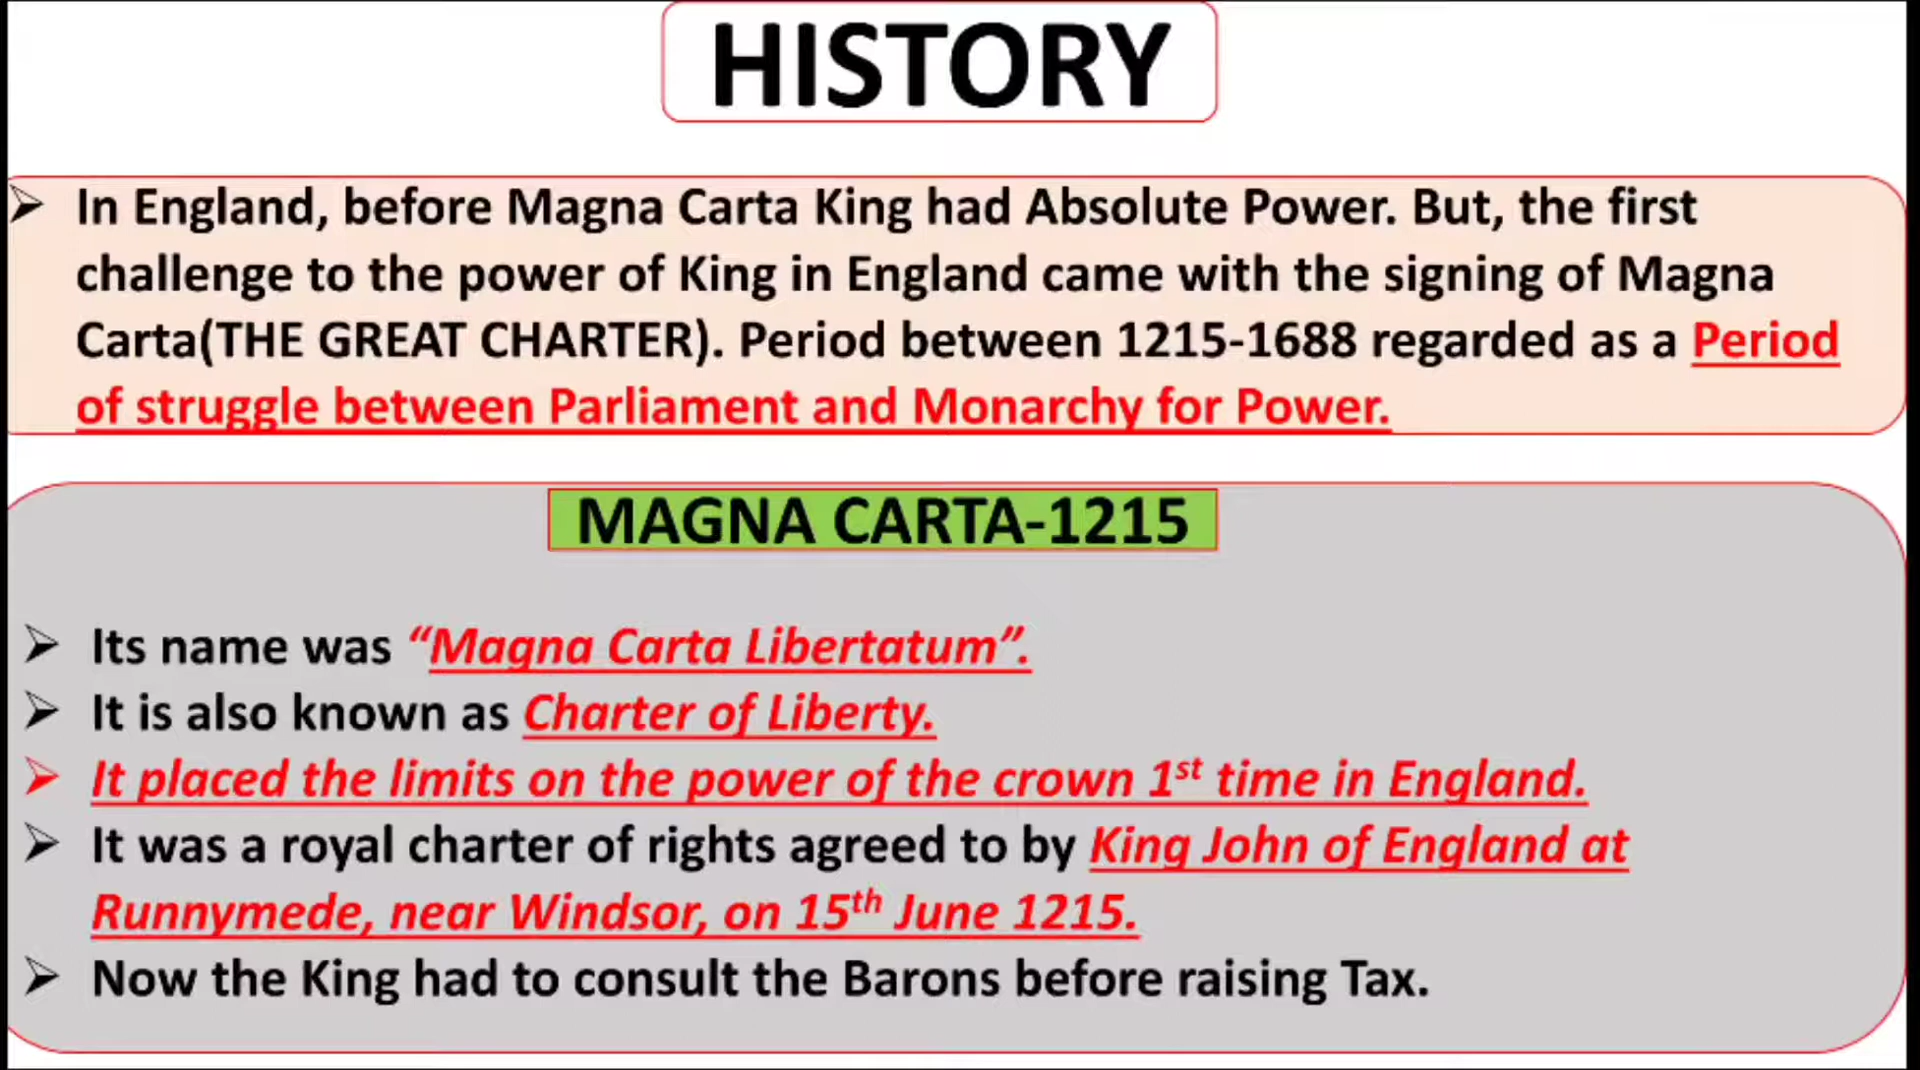 HISTORY
➢ In England, before Magna Carta King had Absolute Power. But, the first
challenge to the power of King in England came with the signing of Magna
Carta(THE GREAT CHARTER). Period between 1215-1688 regarded as a Period
of struggle between Parliament and Monarchy for Power.
MAGNA CARTA-1215
➢ Its name was “Magna Carta Libertatum”.
➢ It is also known as Charter of Liberty.
➢ It placed the limits on the power of the crown 1st time in England.
➢ It was a royal charter of rights agreed to by King John of England at
Runnymede, near Windsor, on 15th June 1215.
➢ Now the King had to consult the Barons before raising Tax.